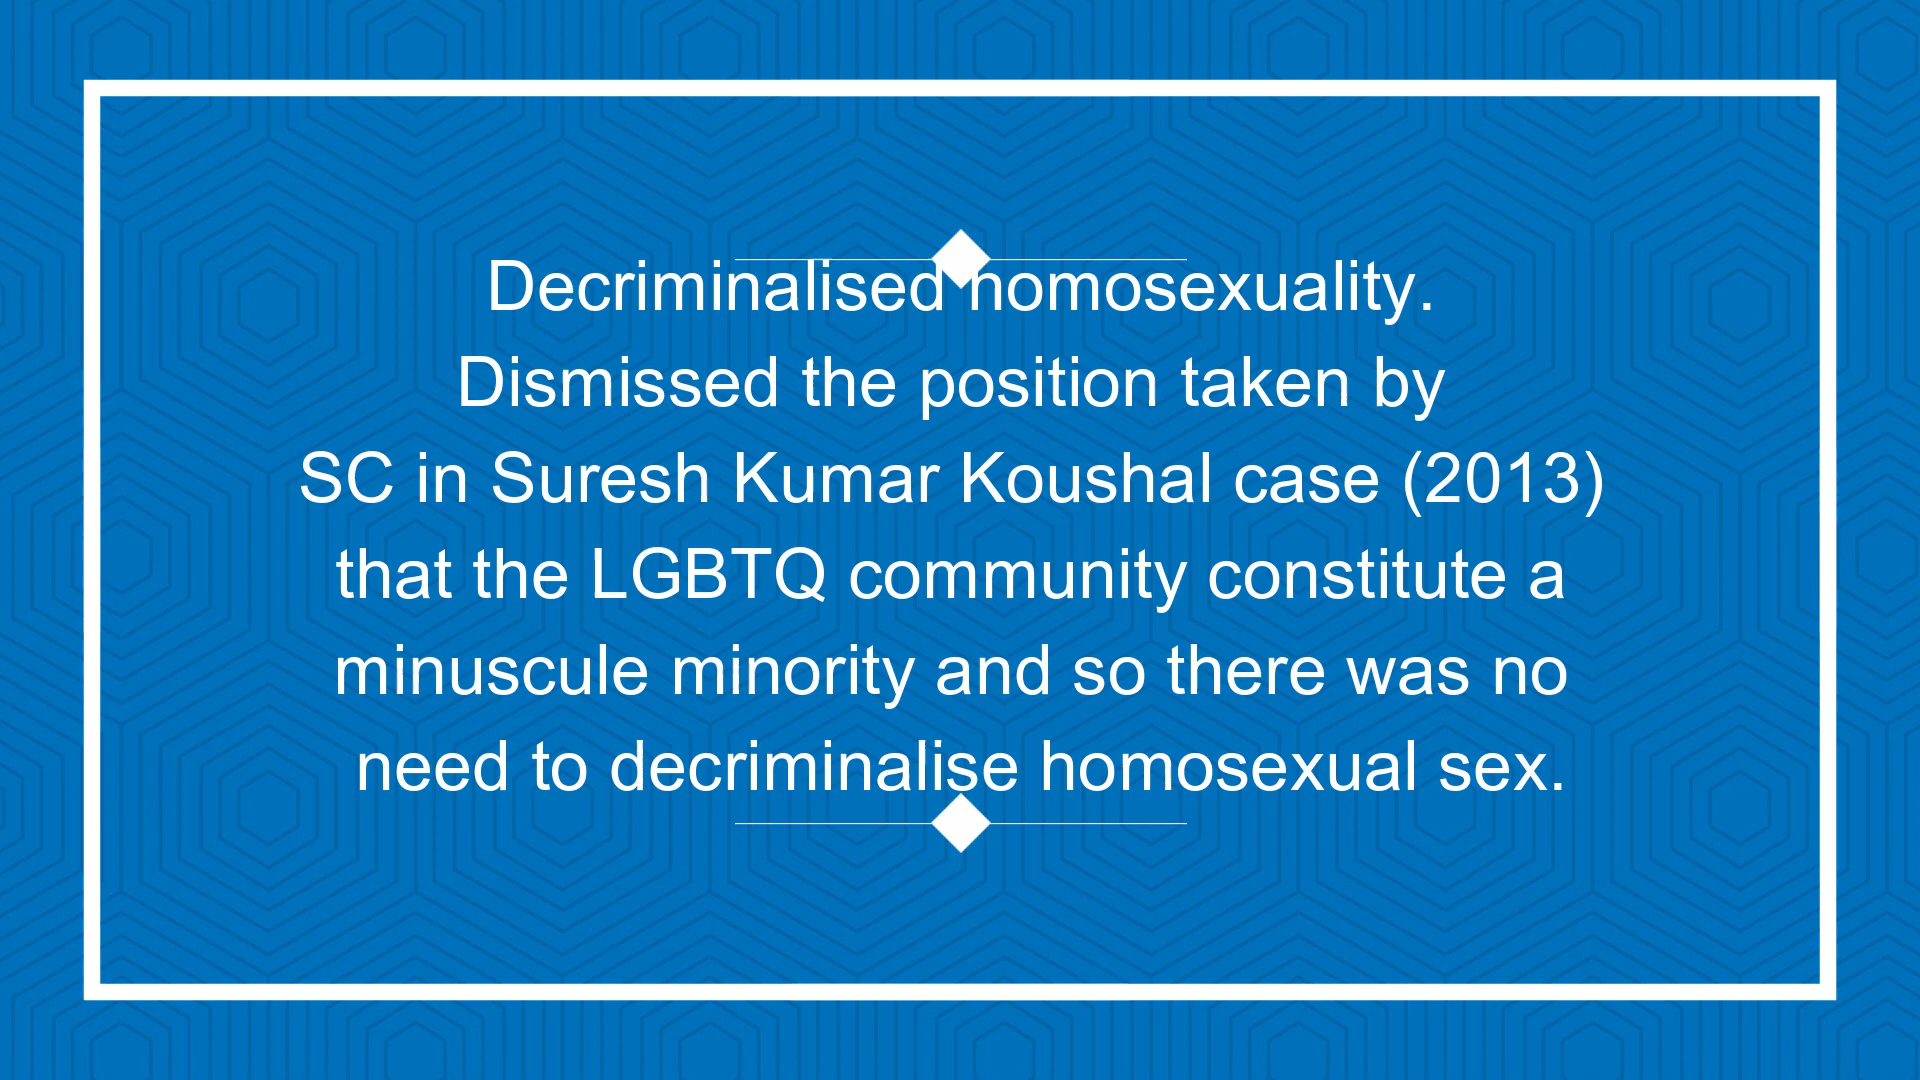 Decriminalised homosexuality.
Dismissed the position taken by
SC in Suresh Kumar Koushal case (2013)
that the LGBTQ community constitute a
minuscule minority and so there was no
need to decriminalise homosexual sex.